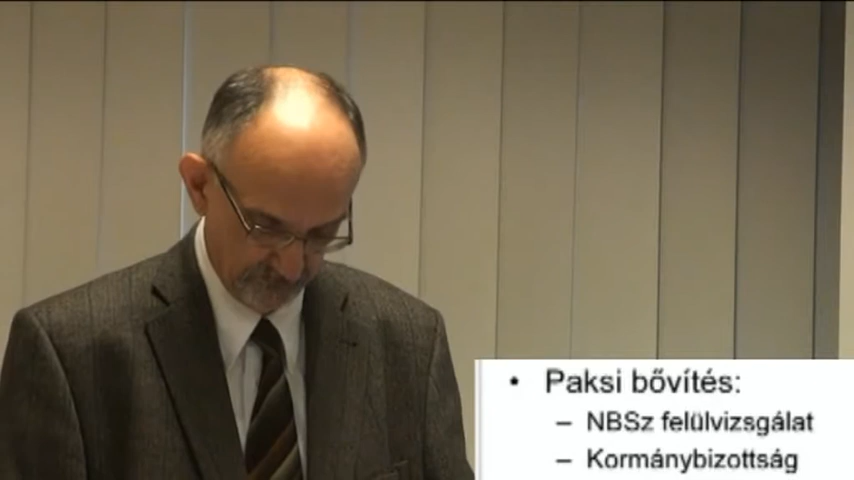 • Paksi bővítés:
– NBSz felülvizsgálat
– Kormánybizottság